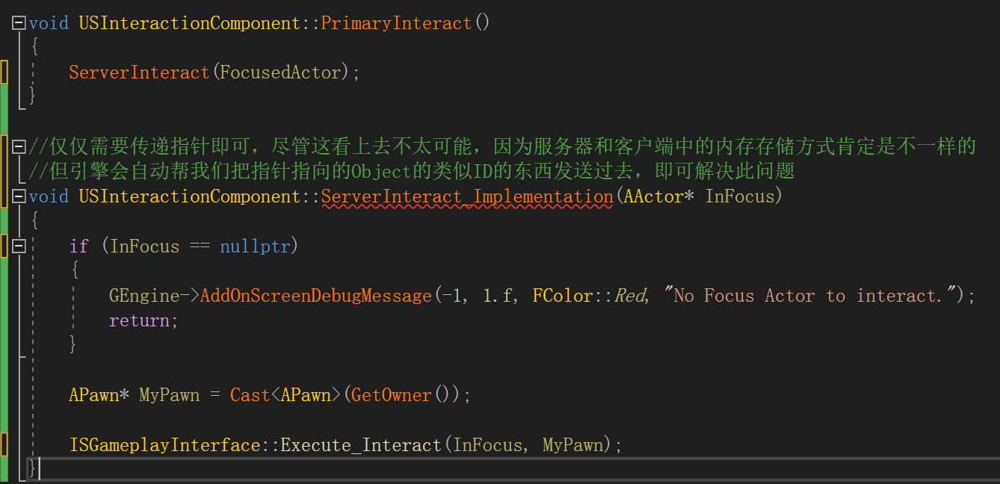 void USInteractionComponent::PrimaryInteract()
{
ServerInteract(FocusedActor);
}
//仅仅需要传递指针即可，尽管这看上去不太可能，因为服务器和客户端中的内存存储方式肯定是不一样的
//但引擎会自动帮我们把指针指向的Object的类似ID的东西发送过去，即可解决此问题
void USInteractionComponent::ServerInteract_Implementation(AActor* InFocus)
{
if (InFocus == nullptr)
{
GEngine->AddOnScreenDebugMessage(-1, 1.f, FColor::Red, "No Focus Actor to interact.");
return;
}
APawn* MyPawn = Cast<APawn>(GetOwner());
ISGameplayInterface::Execute_Interact(InFocus, MyPawn);
}